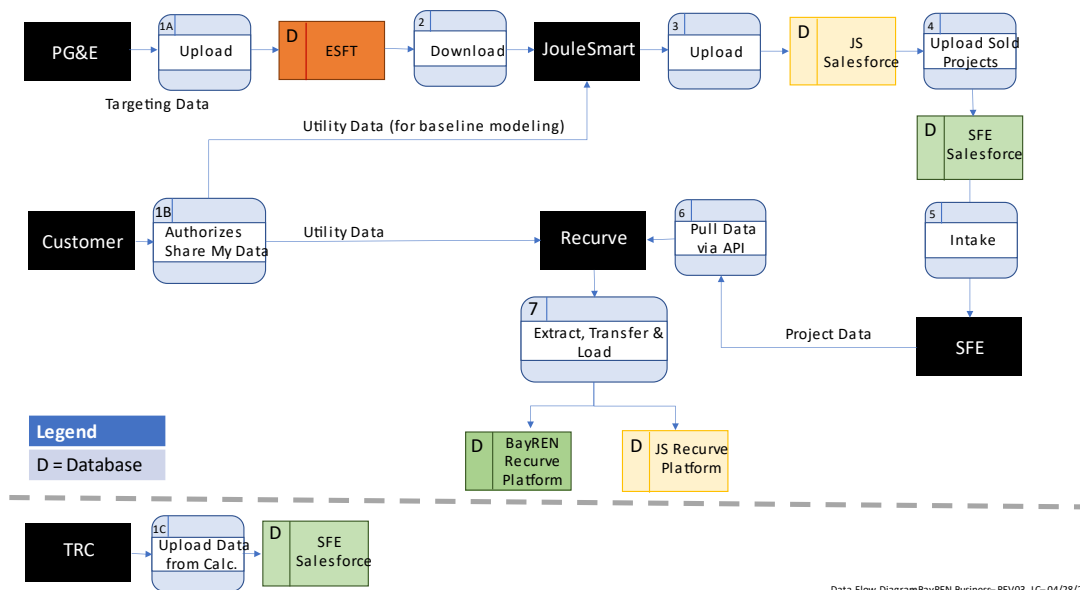 1A
2
3
4
PG&E
Upload
D
ESFT
Download
JouleSmart
Upload
D
JS
Salesforce
Upload Sold
Projects
Targeting Data
Utility Data (for baseline modeling)
D
SFE
Salesforce
1B
Customer
Authorizes
Share My Data
Utility Data
Recurve
6
Pull Data
via API
5
Intake
7
Extract, Transfer &
Load
Project Data
SFE
Legend
D = Database
D
BayREN
Recurve
Platform
D
JS Recurve
Platform
TRC
1C
Upload Data
from Calc.
D
SFE
Salesforce